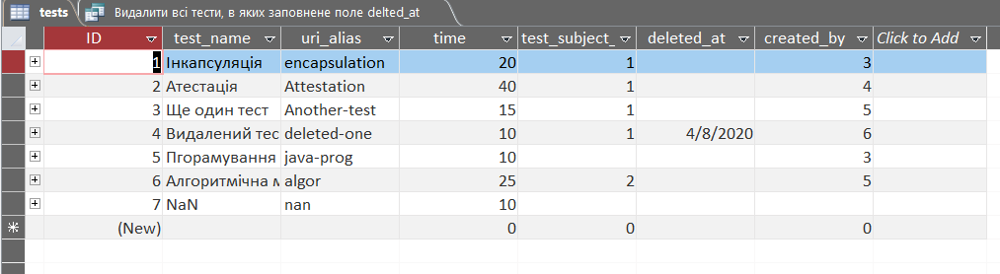 tests Видалити всі тести, в яких заповнене поле delted_at
ID test_name uri_alias time test_subject_ deleted_at created_by Click to Add
1 Інкапсуляція encapsulation 20 1 3
2 Атестація Attestation 40 1 4
3 Ще один тест Another-test 15 1 5
4 Видалений тес deleted-one 10 1 4/8/2020 6
5 Пгорамування java-prog 10 3
6 Алгоритмічна м algor 25 2 5
7 NaN nan 10
(New) 0 0 0